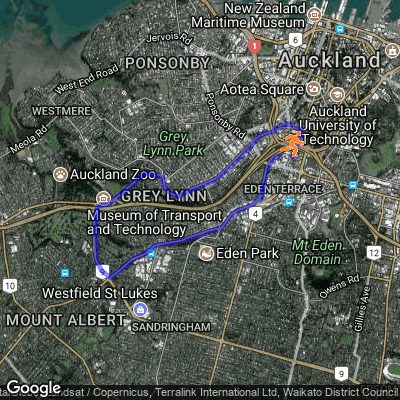 New Zealand
Maritime Museum
6
1
Jervois Rd
PONSONBY
Auckland
West End Road
Aotea Square
WESTMERE
Ponsonby Rd
Auckland
University of
Technology
Meola Rd
Grey
Lynn Park
Auckland Zoo
EDEN TERRACE
GREY LYNN
Museum of Transport
and Technology
4
Eden Park
Mt Eden
Domain
10
9
Westfield St Lukes
Owens Rd
Gillies Ave
MOUNT ALBERT
SANDRINGHAM
Google
Landsat / Copernicus, Terralink International Ltd, Waikato District Council